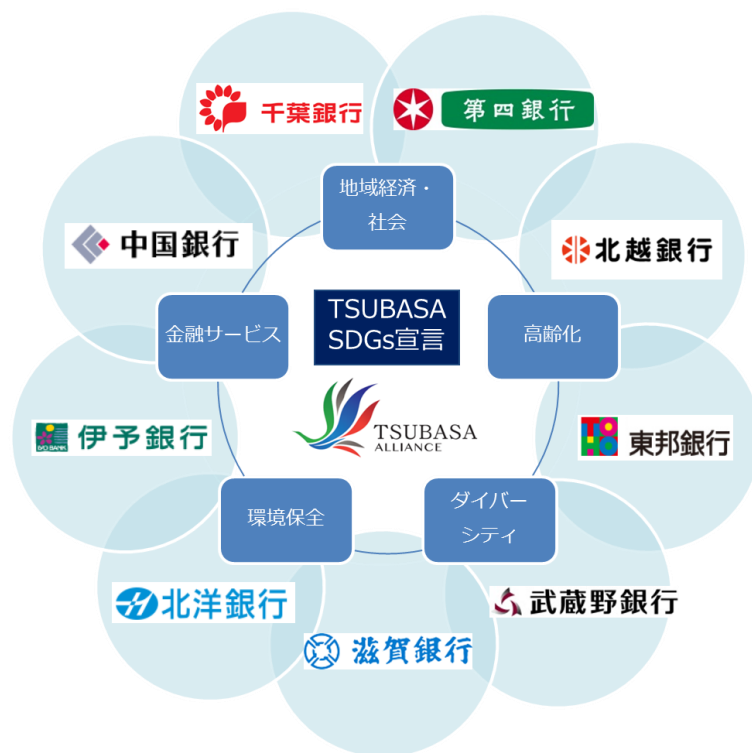 千葉銀行
第四銀行
地域経済・
社会
中国銀行
北越銀行
TSUBASA
SDGs宣言
金融サービス
高齢化
伊予銀行
IYO BANK
TSUBASA
ALLIANCE
TOHO
東邦銀行
環境保全
ダイバー
シティ
北洋銀行
武蔵野銀行
滋賀銀行